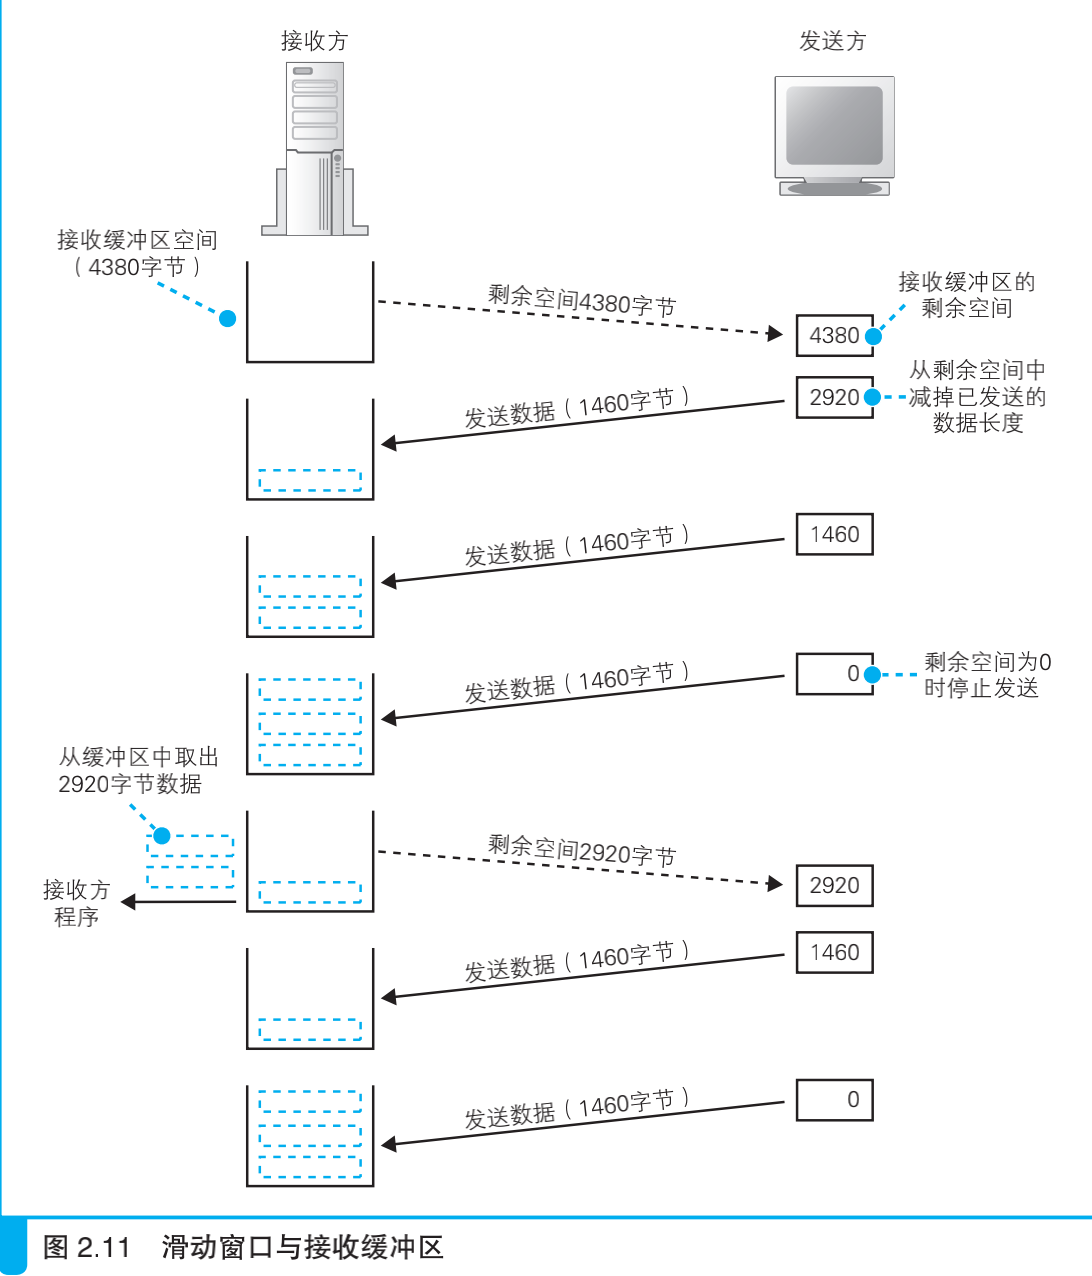 接收方
发送方
接收缓冲区空间
（4380字节）
剩余空间4380字节
接收缓冲区的
剩余空间
4380
从剩余空间中
减掉已发送的
数据长度
2920
发送数据（1460字节）
发送数据（1460字节）
1460
发送数据（1460字节）
0
剩余空间为0
时停止发送
从缓冲区中取出
2920字节数据
剩余空间2920字节
2920
接收方
程序
发送数据（1460字节）
1460
发送数据（1460字节）
0
图 2.11 滑动窗口与接收缓冲区